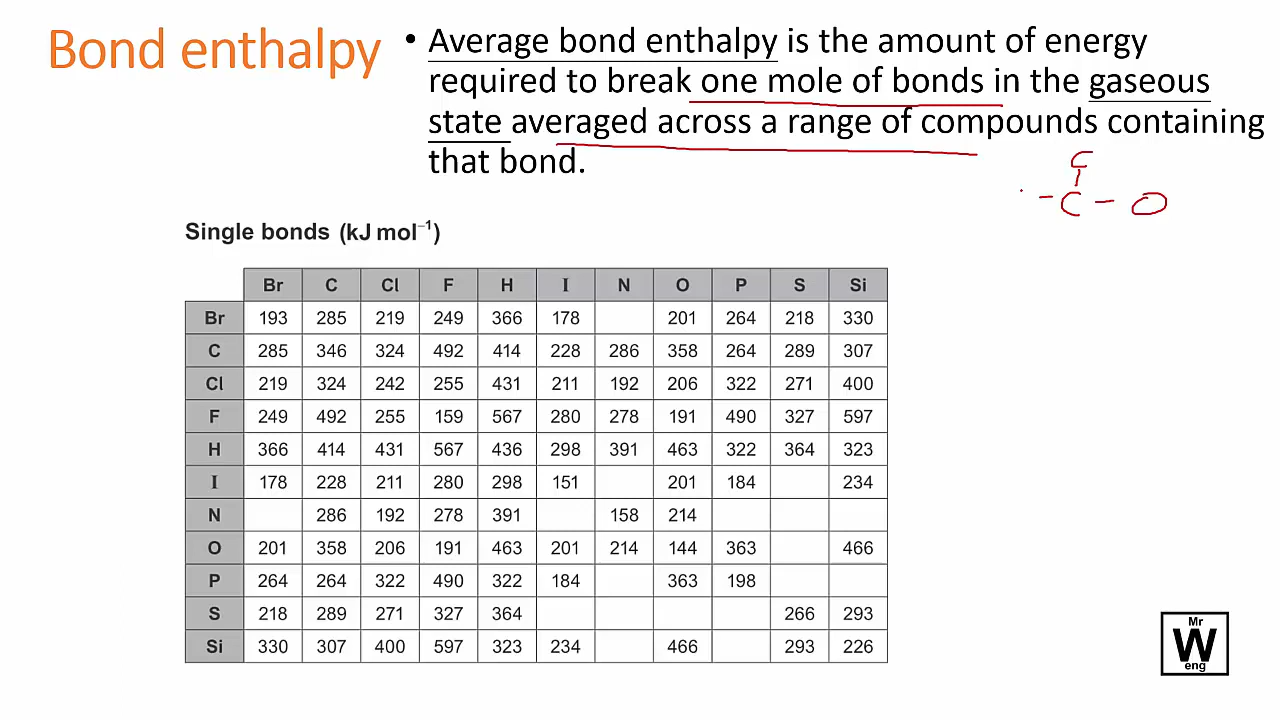 Bond enthalpy
• Average bond enthalpy is the amount of energy
required to break one mole of bonds in the gaseous
state averaged across a range of compounds containing
that bond.
C
C – O
Single bonds (kJ mol⁻¹)
Br C Cl F H I N O P S Si
Br 193 285 219 249 366 178 201 264 218 330
C 285 346 324 492 414 228 286 358 264 289 307
Cl 219 324 242 255 431 211 192 206 322 271 400
F 249 492 255 159 567 280 278 191 490 327 597
H 366 414 431 567 436 298 391 463 322 364 323
I 178 228 211 280 298 151 201 184 234
N 286 192 278 391 158 214
O 201 358 206 191 463 201 214 144 363 466
P 264 264 322 490 322 184 363 198
S 218 289 271 327 364 266 293
Si 330 307 400 597 323 234 466 293 226
Mr
W
eng